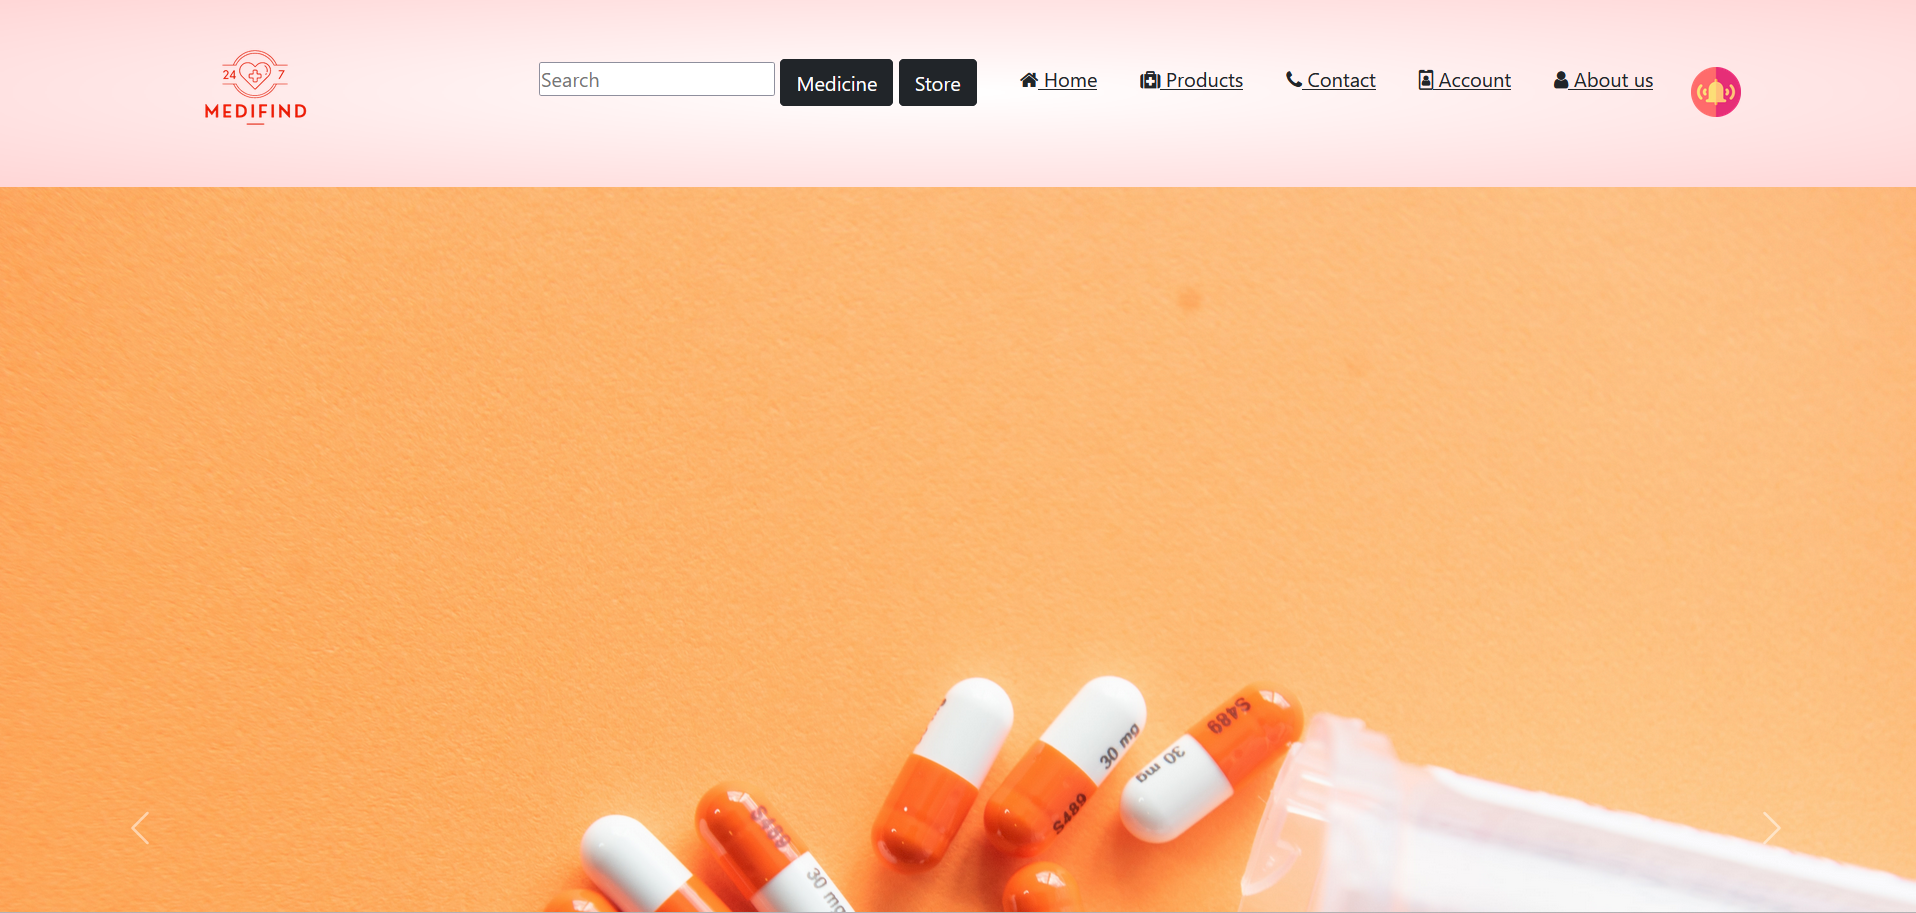 24 7
MEDIFIND
Search
Medicine
Store
Home
Products
Contact
Account
About us
S489
30 mg
30 mg
S489
S489
30 mg